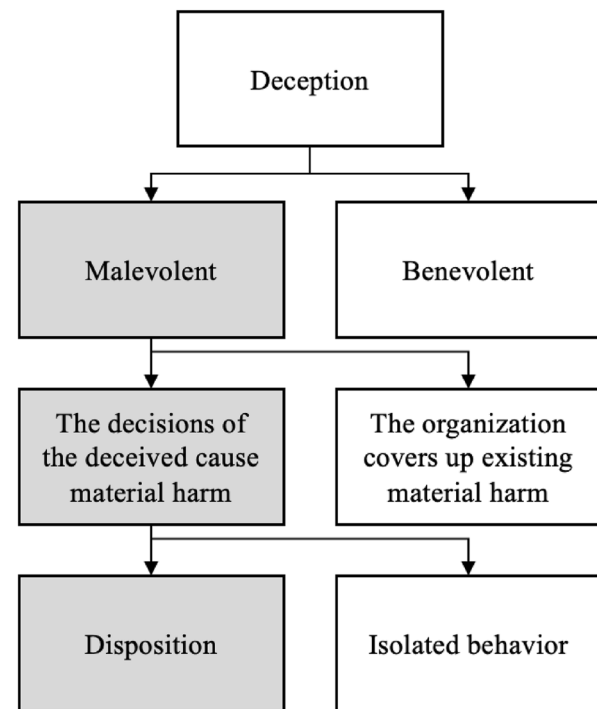 Deception
Malevolent
Benevolent
The decisions of
the deceived cause
material harm
The organization
covers up existing
material harm
Disposition
Isolated behavior